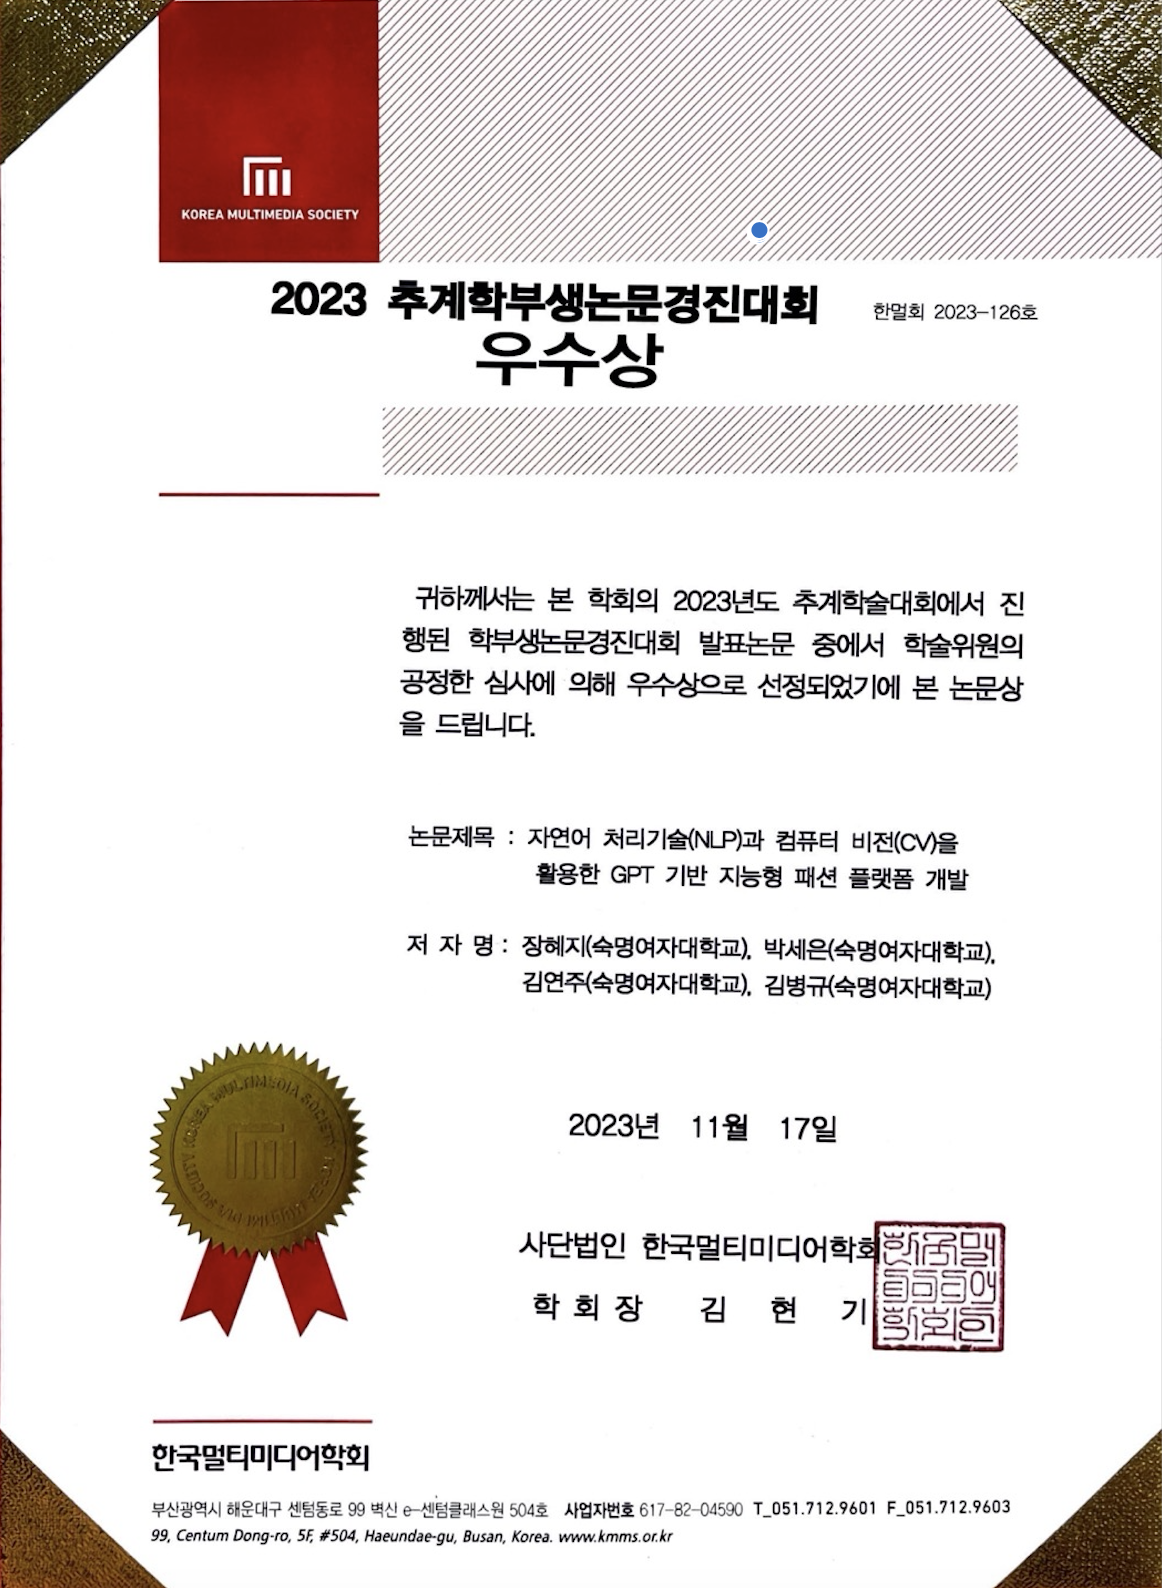 KOREA MULTIMEDIA SOCIETY
2023 추계학부생논문경진대회
한멀회 2023-126호
우수상
귀하께서는 본 학회의 2023년도 추계학술대회에서 진
행된 학부생논문경진대회 발표논문 중에서 학술위원의
공정한 심사에 의해 우수상으로 선정되었기에 본 논문상
을 드립니다.
논문제목 : 자연어 처리기술(NLP)과 컴퓨터 비전(CV)을
활용한 GPT 기반 지능형 패션 플랫폼 개발
저 자 명 : 장혜지(숙명여자대학교), 박세은(숙명여자대학교),
김연주(숙명여자대학교), 김병규(숙명여자대학교)
KOREA MULTIMEDIA SOCIETY
2023년 11월 17일
사단법인 한국멀티미디어학회
학 회 장 김 현 기
한국멀티미디어학회
부산광역시 해운대구 센텀동로 99 벽산 e-센텀클래스원 504호 사업자번호 617-82-04590 T_051.712.9601 F_051.712.9603
99, Centum Dong-ro, 5F, #504, Haeundae-gu, Busan, Korea. www.kmms.or.kr